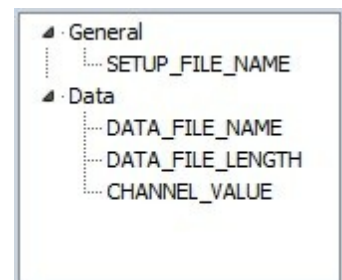 General
SETUP_FILE_NAME
Data
DATA_FILE_NAME
DATA_FILE_LENGTH
CHANNEL_VALUE